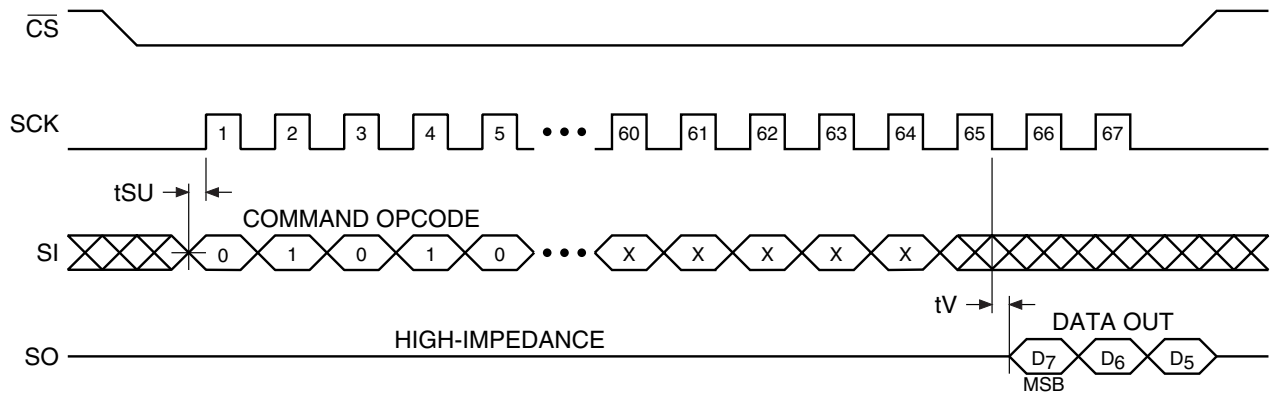 CS
SCK 1 2 3 4 5 ••• 60 61 62 63 64 65 66 67
tSU
COMMAND OPCODE
SI 0 1 0 1 0 ••• X X X X X
tV
HIGH-IMPEDANCE DATA OUT
SO D7 D6 D5
MSB